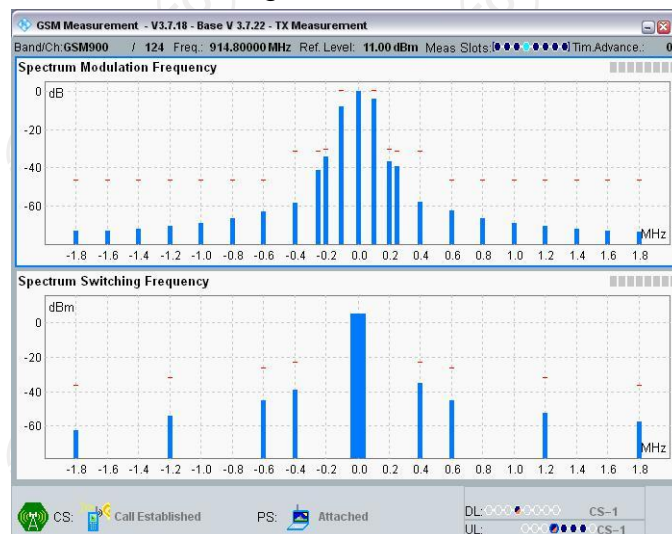 GSM Measurement - V3.7.18 - Base V 3.7.22 - TX Measurement
Band/Ch:GSM900 / 124 Freq.: 914.80000 MHz Ref. Level: 11.00 dBm Meas Slots: Tim.Advance.: 0
Spectrum Modulation Frequency
dB
0
-20
-40
-60
MHz
-1.8 -1.6 -1.4 -1.2 -1.0 -0.8 -0.6 -0.4 -0.2 0.0 0.2 0.4 0.6 0.8 1.0 1.2 1.4 1.6 1.8
Spectrum Switching Frequency
dBm
0
-20
-40
-60
MHz
-1.8 -1.6 -1.4 -1.2 -1.0 -0.8 -0.6 -0.4 -0.2 0.0 0.2 0.4 0.6 0.8 1.0 1.2 1.4 1.6 1.8
CS: Call Established PS: Attached
DL: CS-1
UL: CS-1